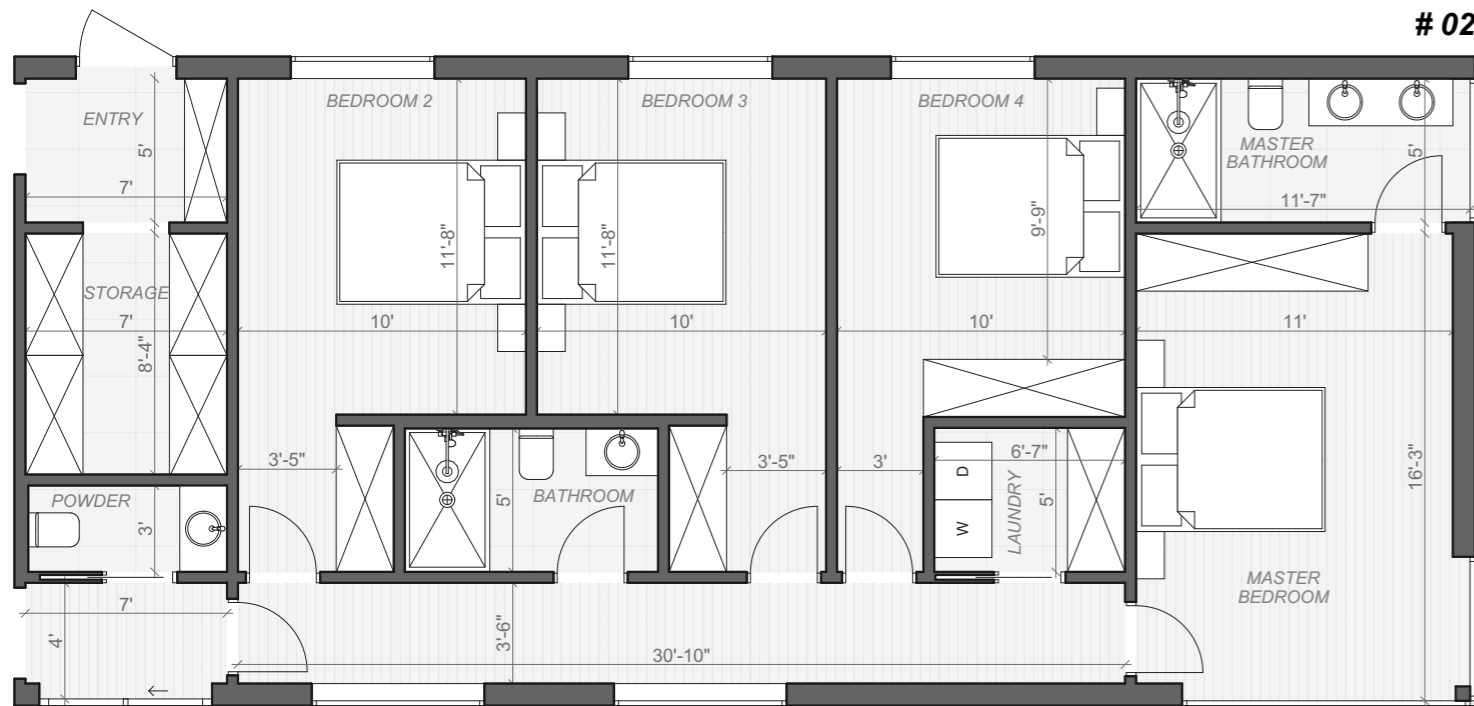 # 02
BEDROOM 2
BEDROOM 3
BEDROOM 4
ENTRY
5'
7'
MASTER
BATHROOM
5'
11'-7"
11'-8"
11'-8"
9'-9"
STORAGE
7'
8'-4"
10'
10'
10'
11'
3'-5"
3'-5"
3'
6'-7"
D
W
LAUNDRY
5'
16'-3"
POWDER
3'
5'
BATHROOM
MASTER
BEDROOM
7'
4'
3'-6"
30'-10"